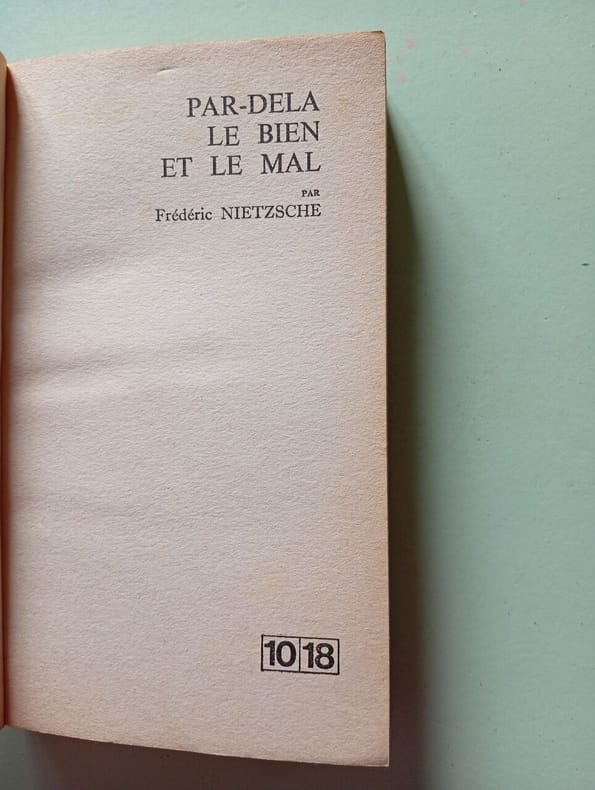 PAR-DELA
LE BIEN
ET LE MAL
PAR
Frédéric NIETZSCHE
10 18